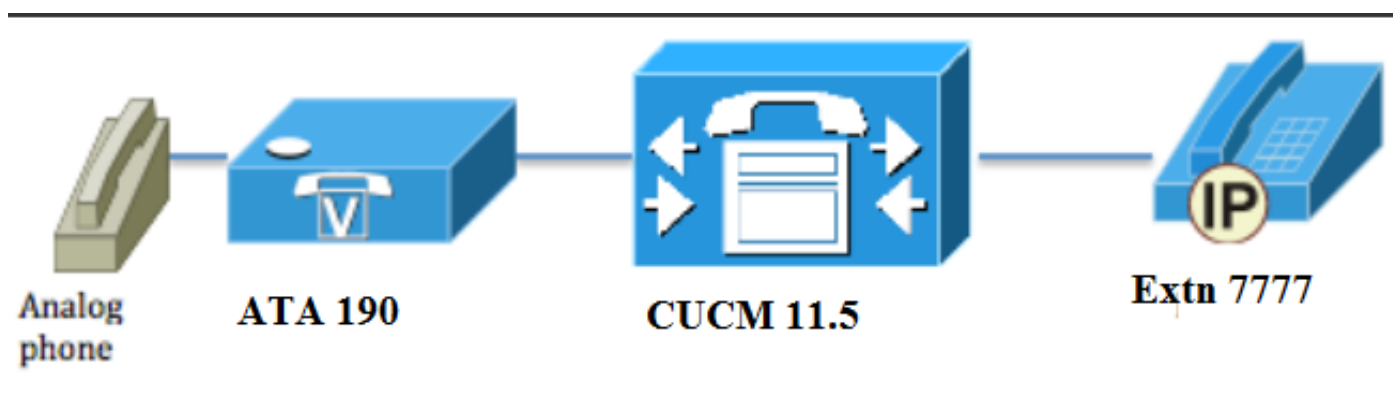 V
IP
Analog
phone
ATA 190
CUCM 11.5
Extn 7777